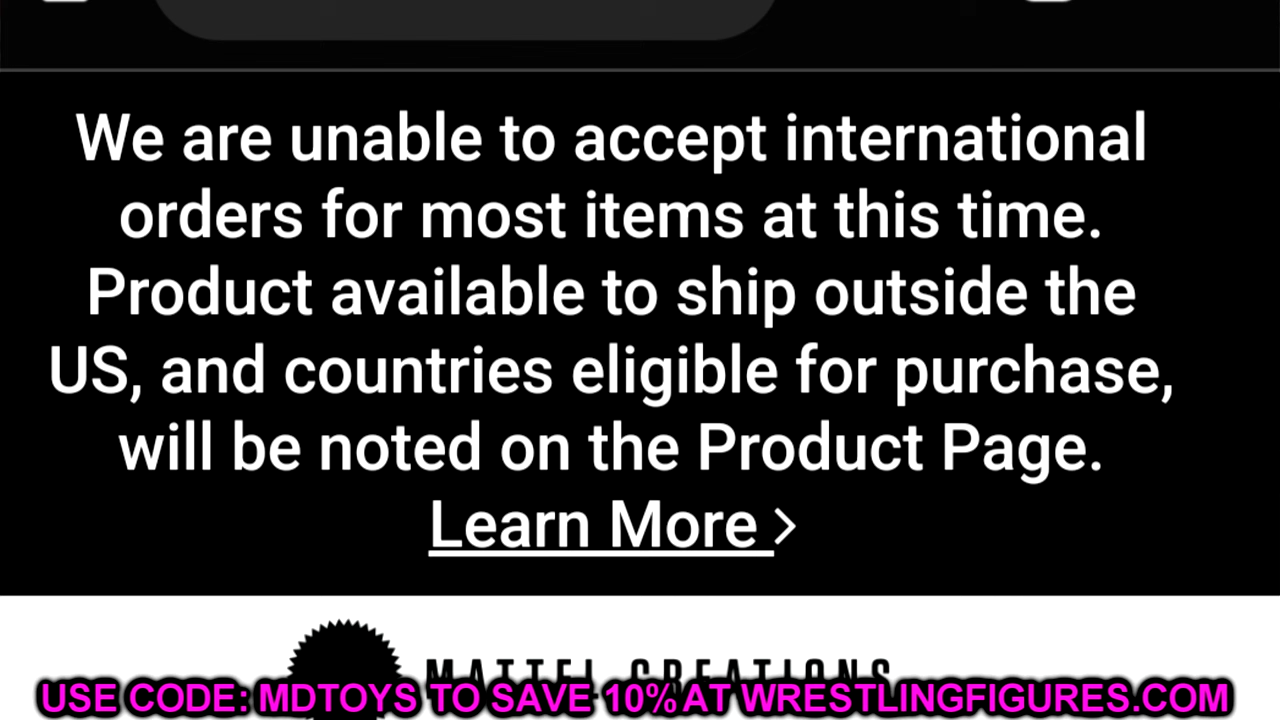 We are unable to accept international
orders for most items at this time.
Product available to ship outside the
US, and countries eligible for purchase,
will be noted on the Product Page.
Learn More >
MATTEL CREATIONS
USE CODE: MDTOYS TO SAVE 10% AT WRESTLINGFIGURES.COM